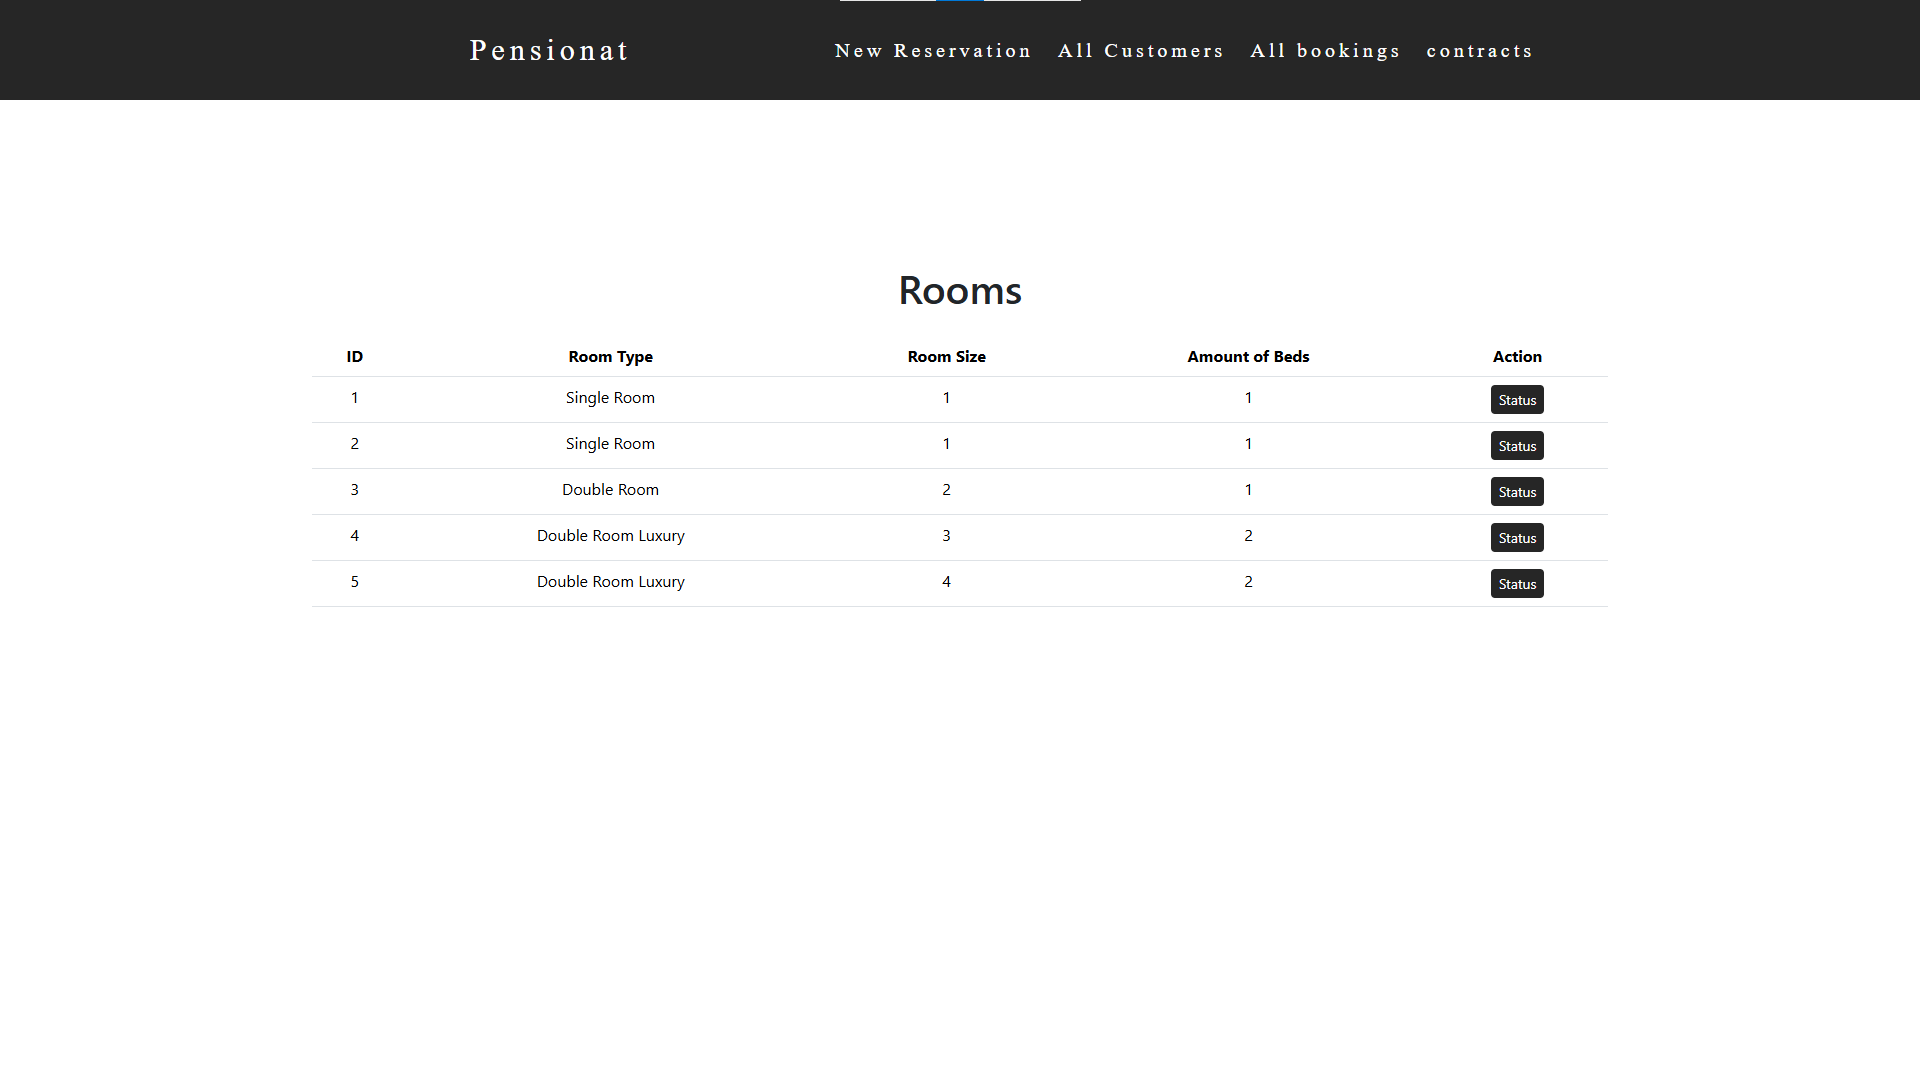 Pensionat New Reservation All Customers All bookings contracts
Rooms
ID Room Type Room Size Amount of Beds Action
1 Single Room 1 1 Status
2 Single Room 1 1 Status
3 Double Room 2 1 Status
4 Double Room Luxury 3 2 Status
5 Double Room Luxury 4 2 Status